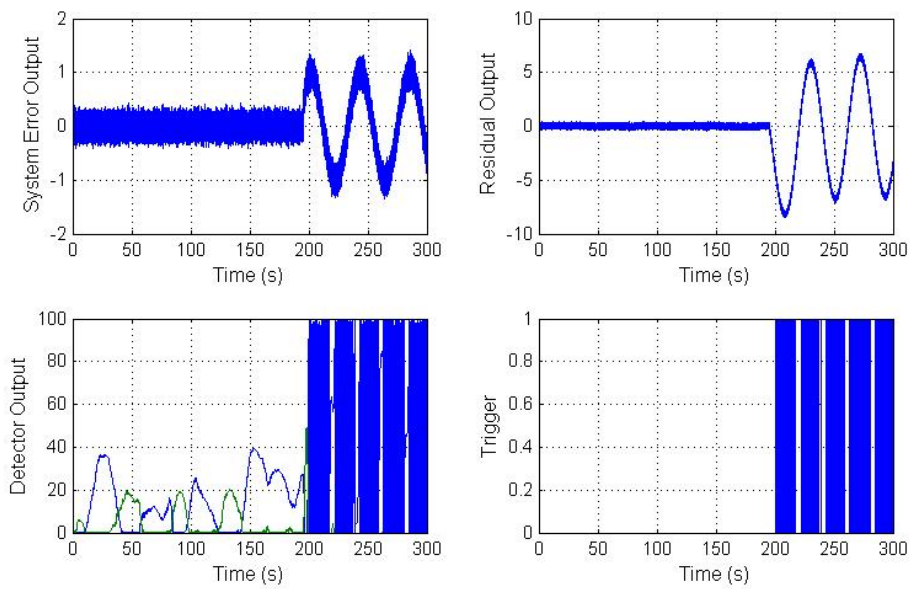 2
1
0
-1
-2
System Error Output
0 50 100 150 200 250 300
Time (s)
10
5
0
-5
-10
Residual Output
0 50 100 150 200 250 300
Time (s)
100
80
60
40
20
0
Detector Output
0 50 100 150 200 250 300
Time (s)
1
0.8
0.6
0.4
0.2
0
Trigger
0 50 100 150 200 250 300
Time (s)